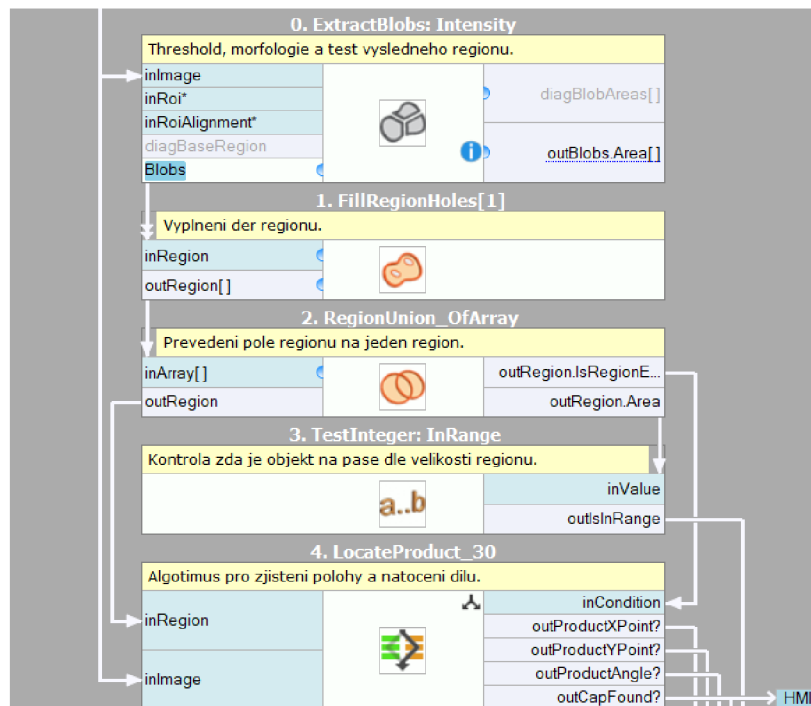 0. ExtractBlobs: Intensity
Threshold, morfologie a test vysledneho regionu.
inImage
inRoi*
inRoiAlignment*
diagBaseRegion
Blobs
diagBlobAreas[]
outBlobs.Area[]
1. FillRegionHoles[1]
Vyplneni der regionu.
inRegion
outRegion[]
2. RegionUnion_OfArray
Prevedeni pole regionu na jeden region.
inArray[]
outRegion
outRegion.IsRegionE...
outRegion.Area
3. TestInteger: InRange
Kontrola zda je objekt na pase dle velikosti regionu.
a..b
inValue
outIsInRange
4. LocateProduct_30
Algotimus pro zjisteni polohy a natoceni dilu.
inRegion
inImage
inCondition
outProductXPoint?
outProductYPoint?
outProductAngle?
outCapFound?
HMI